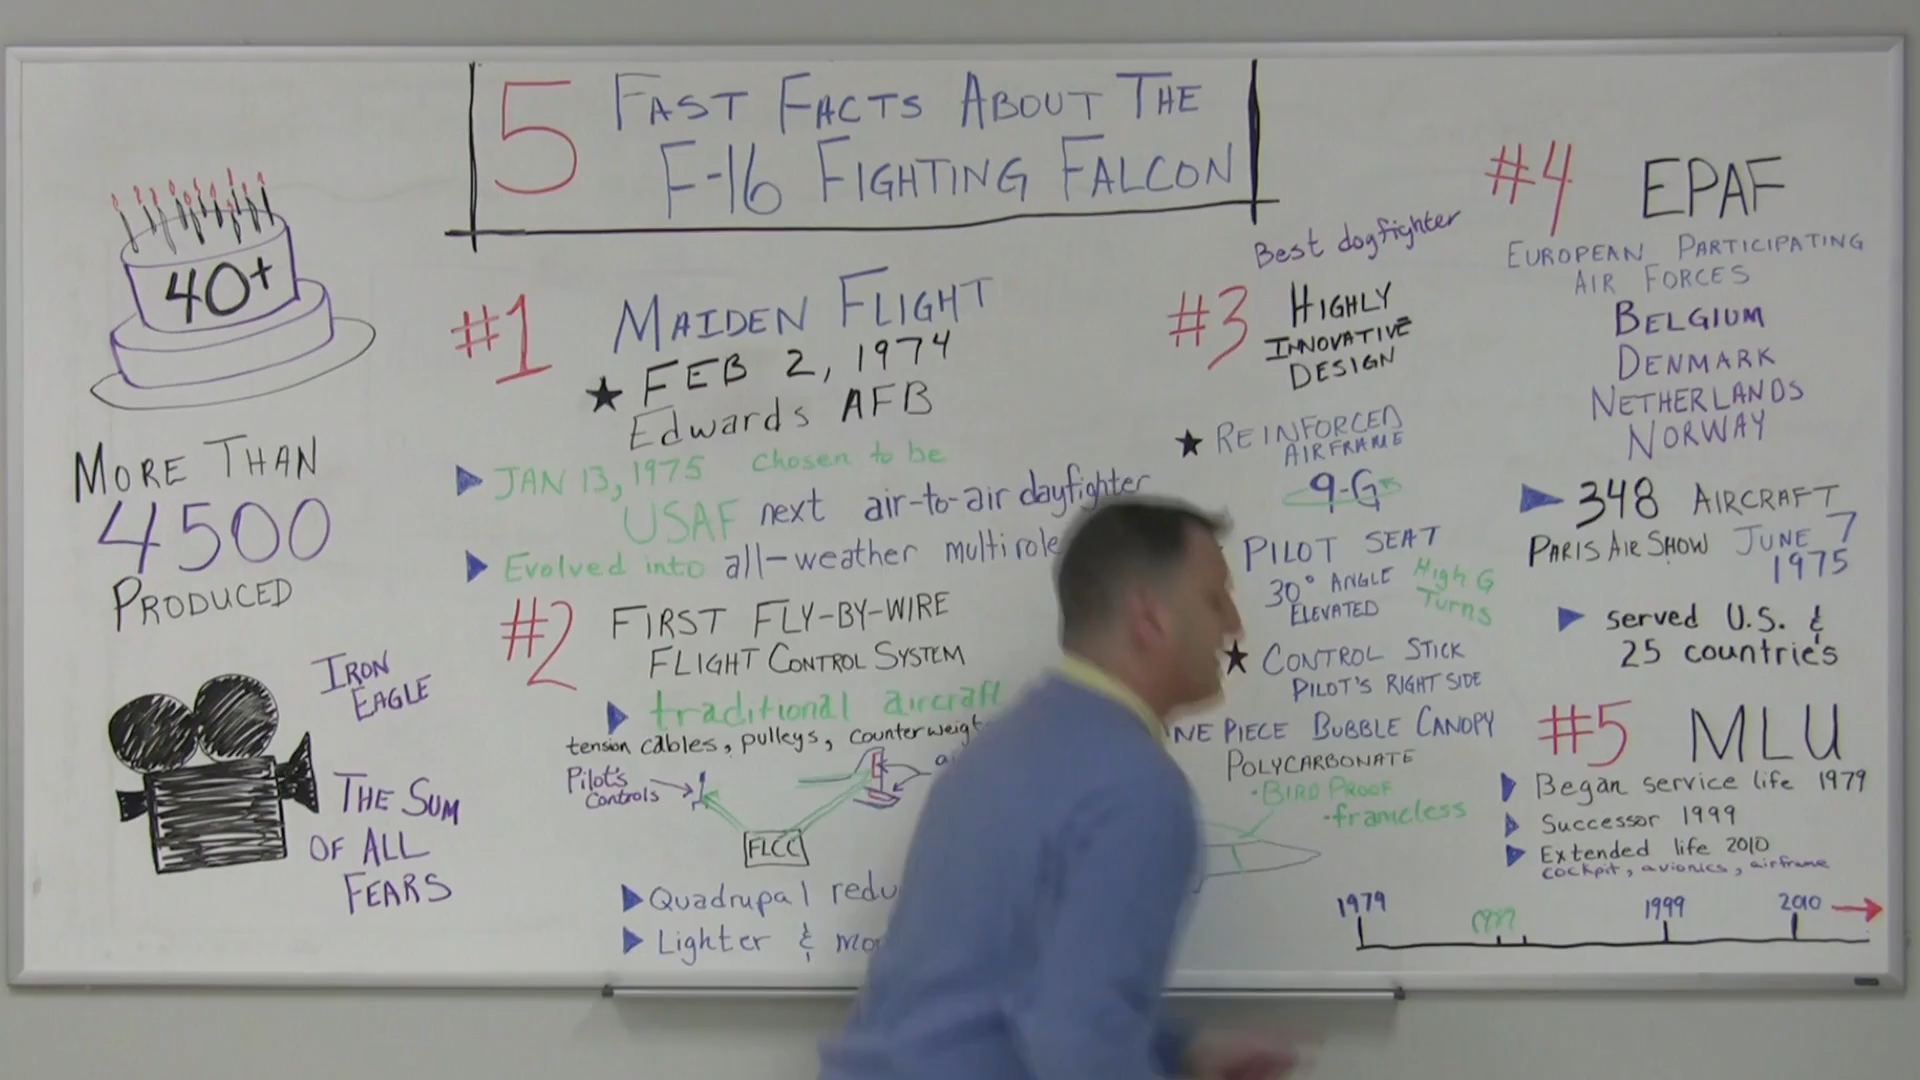 5 FAST FACTS ABOUT THE
F-16 FIGHTING FALCON
40+
MORE THAN
4500
PRODUCED
IRON
EAGLE
THE SUM
OF ALL
FEARS
#1 MAIDEN FLIGHT
FEB 2, 1974
Edwards AFB
JAN 13, 1975 chosen to be
USAF next air-to-air dayfighter
Evolved into all-weather multirole
#2 FIRST FLY-BY-WIRE
FLIGHT CONTROL SYSTEM
traditional aircraft
tension cables, pulleys,
Pilot's
Controls
FLCC
Quadrupal
Lighter &
Best dogfighter
#3 HIGHLY
INNOVATIVE
DESIGN
REINFORCED
AIRFRAME
9-Gs
PILOT SEAT
30° ANGLE
ELEVATED
High G
Turns
CONTROL STICK
PILOT'S RIGHT SIDE
PIECE BUBBLE CANOPY
POLYCARBONATE
·BIRD PROOF
·frameless
#4 EPAF
EUROPEAN PARTICIPATING
AIR FORCES
BELGIUM
DENMARK
NETHERLANDS
NORWAY
348 AIRCRAFT
PARIS AIR SHOW JUNE 7
1975
served U.S. &
25 countries
#5 MLU
Began service life 1979
Successor 1999
Extended life 2010
cockpit, avionics, airframe
1979 1999 2010